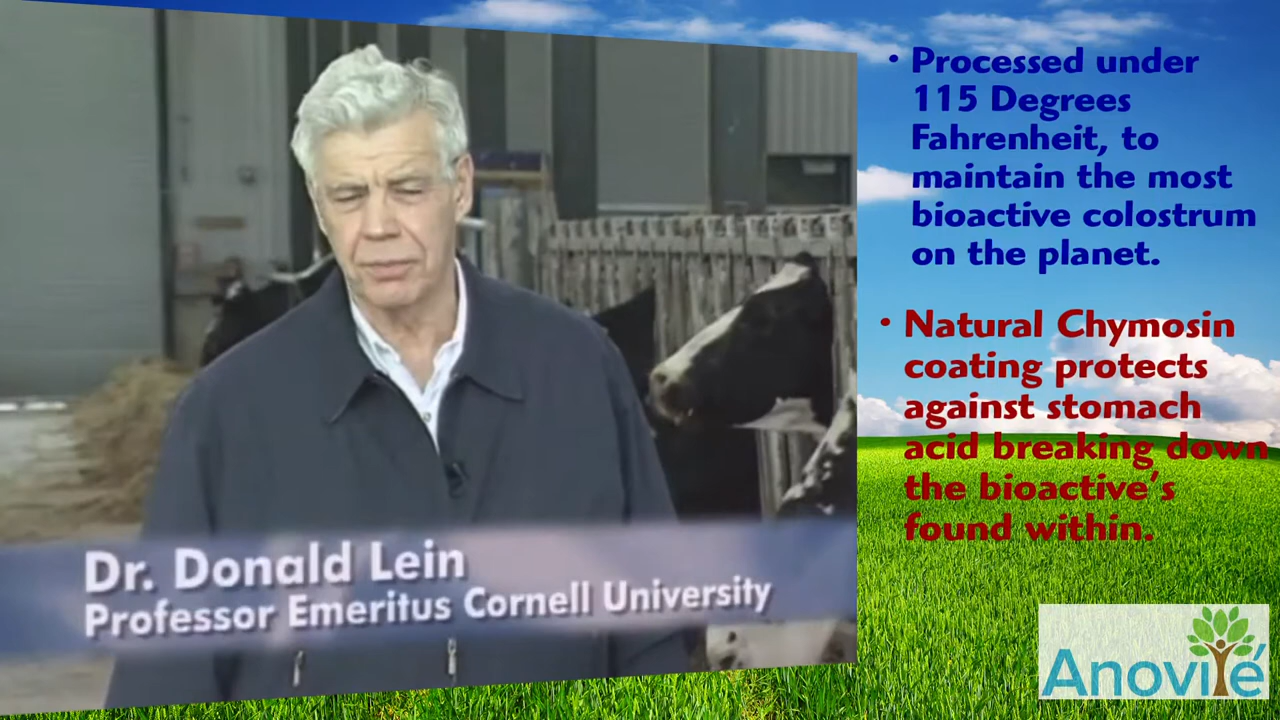 • Processed under
115 Degrees
Fahrenheit, to
maintain the most
bioactive colostrum
on the planet.
• Natural Chymosin
coating protects
against stomach
acid breaking down
the bioactive's
found within.
Dr. Donald Lein
Professor Emeritus Cornell University
Anovité